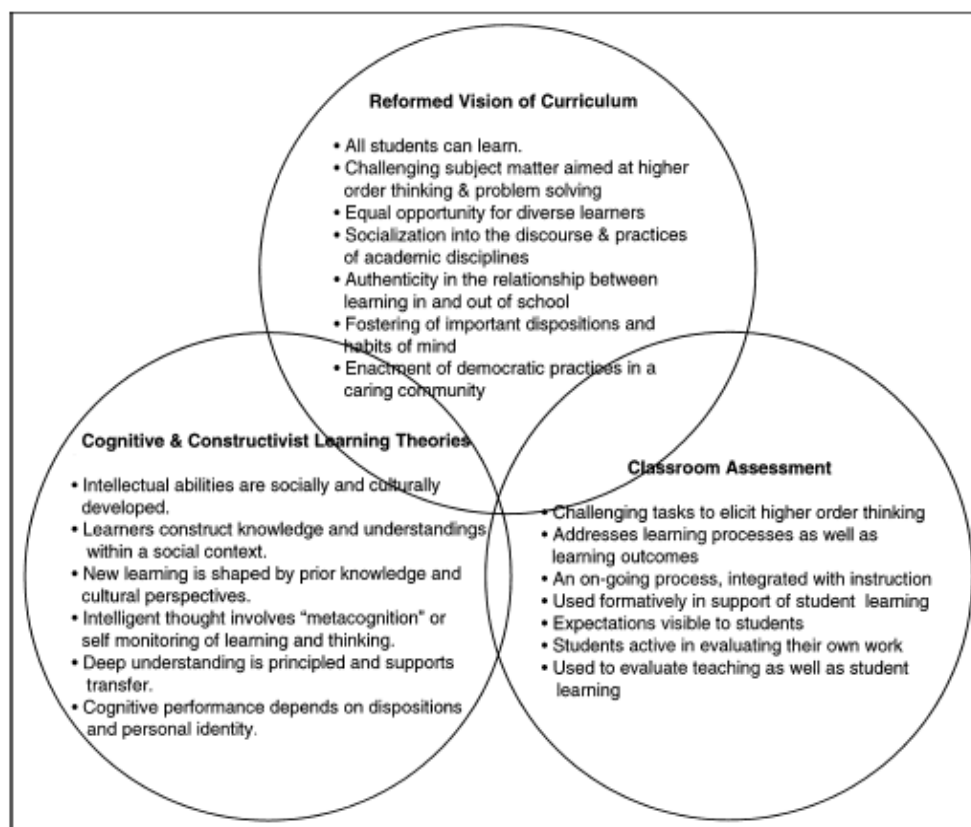 Reformed Vision of Curriculum
• All students can learn.
• Challenging subject matter aimed at higher
order thinking & problem solving
• Equal opportunity for diverse learners
• Socialization into the discourse & practices
of academic disciplines
• Authenticity in the relationship between
learning in and out of school
• Fostering of important dispositions and
habits of mind
• Enactment of democratic practices in a
caring community
Cognitive & Constructivist Learning Theories
• Intellectual abilities are socially and culturally
developed.
• Learners construct knowledge and understandings
within a social context.
• New learning is shaped by prior knowledge and
cultural perspectives.
• Intelligent thought involves “metacognition” or
self monitoring of learning and thinking.
• Deep understanding is principled and supports
transfer.
• Cognitive performance depends on dispositions
and personal identity.
Classroom Assessment
• Challenging tasks to elicit higher order thinking
• Addresses learning processes as well as
learning outcomes
• An on-going process, integrated with instruction
• Used formatively in support of student learning
• Expectations visible to students
• Students active in evaluating their own work
• Used to evaluate teaching as well as student
learning